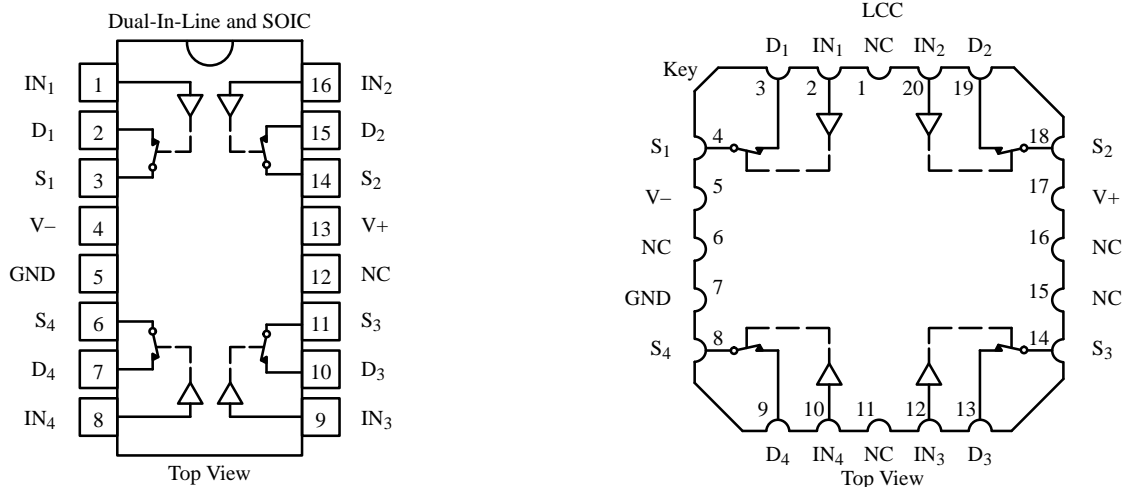 Dual-In-Line and SOIC
IN1 1 16 IN2
D1 2 15 D2
S1 3 14 S2
V– 4 13 V+
GND 5 12 NC
S4 6 11 S3
D4 7 10 D3
IN4 8 9 IN3
Top View
LCC
D1 IN1 NC IN2 D2
Key
3 2 1 20 19
S1 4 18 S2
V– 5 17 V+
NC 6 16 NC
GND 7 15 NC
S4 8 14 S3
9 10 11 12 13
D4 IN4 NC IN3 D3
Top View